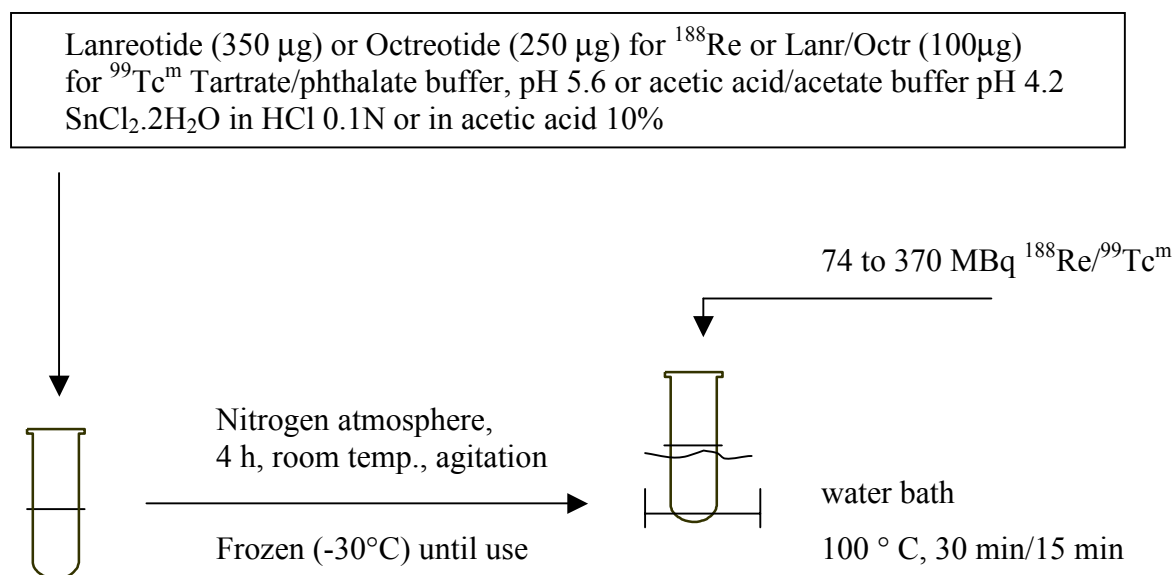 Lanreotide (350 μg) or Octreotide (250 μg) for ¹⁸⁸Re or Lanr/Octr (100μg)
for ⁹⁹Tcᵐ Tartrate/phthalate buffer, pH 5.6 or acetic acid/acetate buffer pH 4.2
SnCl₂.2H₂O in HCl 0.1N or in acetic acid 10%
74 to 370 MBq ¹⁸⁸Re/⁹⁹Tcᵐ
Nitrogen atmosphere,
4 h, room temp., agitation
Frozen (-30°C) until use
water bath
100 ° C, 30 min/15 min